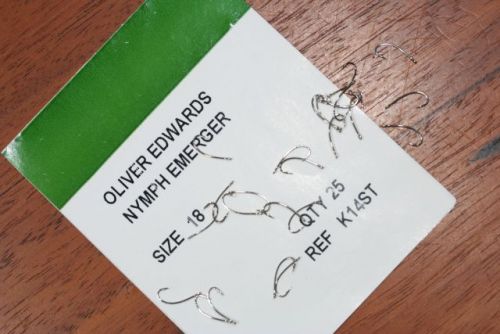 OLIVER EDWARDS
NYMPH EMERGER
SIZE 18 QTY 25
REF K14ST